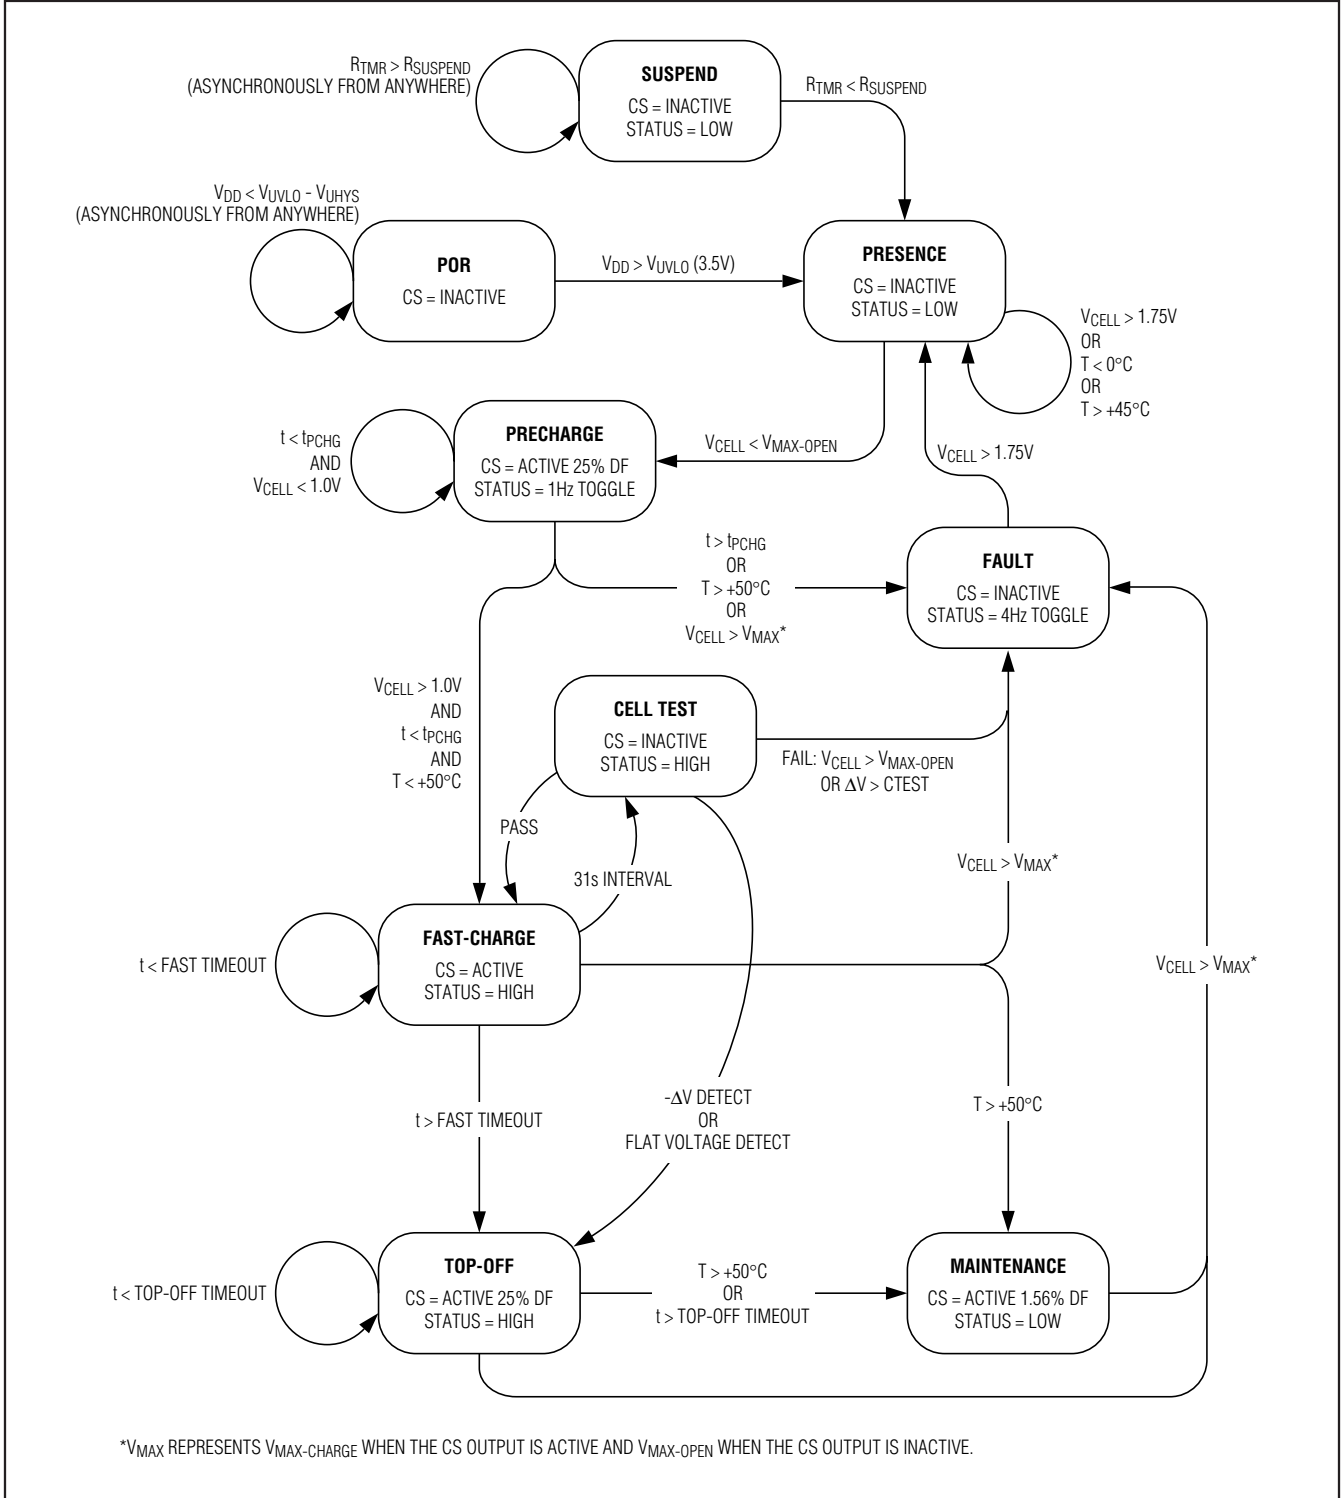 RTMR > RSUSPEND
(ASYNCHRONOUSLY FROM ANYWHERE)
SUSPEND
CS = INACTIVE
STATUS = LOW
RTMR < RSUSPEND
VDD < VUVLO - VUHYS
(ASYNCHRONOUSLY FROM ANYWHERE)
POR
CS = INACTIVE
VDD > VUVLO (3.5V)
PRESENCE
CS = INACTIVE
STATUS = LOW
VCELL > 1.75V
OR
T < 0°C
OR
T > +45°C
t < tPCHG
AND
VCELL < 1.0V
PRECHARGE
CS = ACTIVE 25% DF
STATUS = 1Hz TOGGLE
VCELL < VMAX-OPEN
VCELL > 1.75V
t > tPCHG
OR
T > +50°C
OR
VCELL > VMAX*
FAULT
CS = INACTIVE
STATUS = 4Hz TOGGLE
VCELL > 1.0V
AND
t < tPCHG
AND
T < +50°C
CELL TEST
CS = INACTIVE
STATUS = HIGH
FAIL: VCELL > VMAX-OPEN
OR ΔV > CTEST
PASS
31s INTERVAL
VCELL > VMAX*
t < FAST TIMEOUT
FAST-CHARGE
CS = ACTIVE
STATUS = HIGH
VCELL > VMAX*
t > FAST TIMEOUT
-ΔV DETECT
OR
FLAT VOLTAGE DETECT
T > +50°C
t < TOP-OFF TIMEOUT
TOP-OFF
CS = ACTIVE 25% DF
STATUS = HIGH
T > +50°C
OR
t > TOP-OFF TIMEOUT
MAINTENANCE
CS = ACTIVE 1.56% DF
STATUS = LOW
*VMAX REPRESENTS VMAX-CHARGE WHEN THE CS OUTPUT IS ACTIVE AND VMAX-OPEN WHEN THE CS OUTPUT IS INACTIVE.